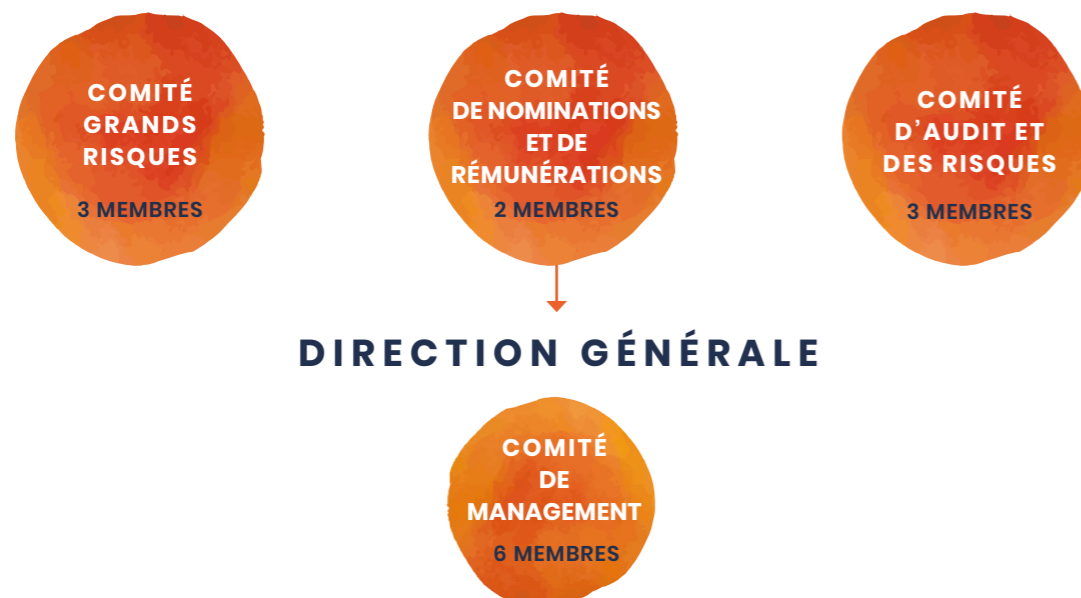 COMITÉ
GRANDS
RISQUES
3 MEMBRES
COMITÉ
DE NOMINATIONS
ET DE
RÉMUNÉRATIONS
2 MEMBRES
COMITÉ
D'AUDIT ET
DES RISQUES
3 MEMBRES
DIRECTION GÉNÉRALE
COMITÉ
DE
MANAGEMENT
6 MEMBRES